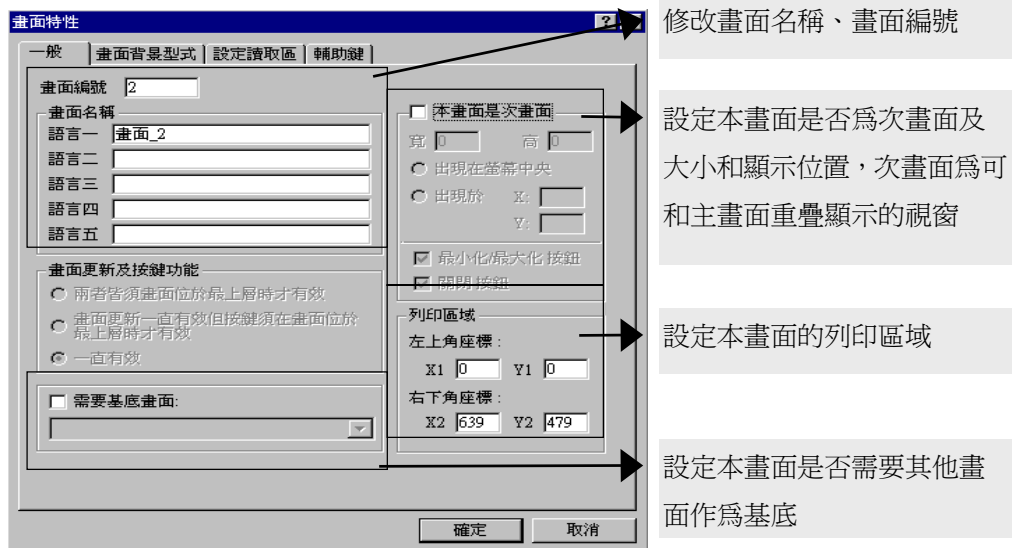 畫面特性
?
一般 畫面背景型式 設定讀取區 輔助鍵
畫面編號 2
畫面名稱
語言一 畫面_2
語言二
語言三
語言四
語言五
畫面更新及按鍵功能
兩者皆須畫面位於最上層時才有效
畫面更新一直有效但按鍵須在畫面位於
最上層時才有效
一直有效
需要基底畫面:
本畫面是次畫面
寬 0 高 0
出現在螢幕中央
出現於 X:
Y:
最小化/最大化 按鈕
關閉 按鈕
列印區域
左上角座標:
X1 0 Y1 0
右下角座標:
X2 639 Y2 479
確定 取消
修改畫面名稱、畫面編號
設定本畫面是否爲次畫面及
大小和顯示位置，次畫面爲可
和主畫面重疊顯示的視窗
設定本畫面的列印區域
設定本畫面是否需要其他畫
面作爲基底